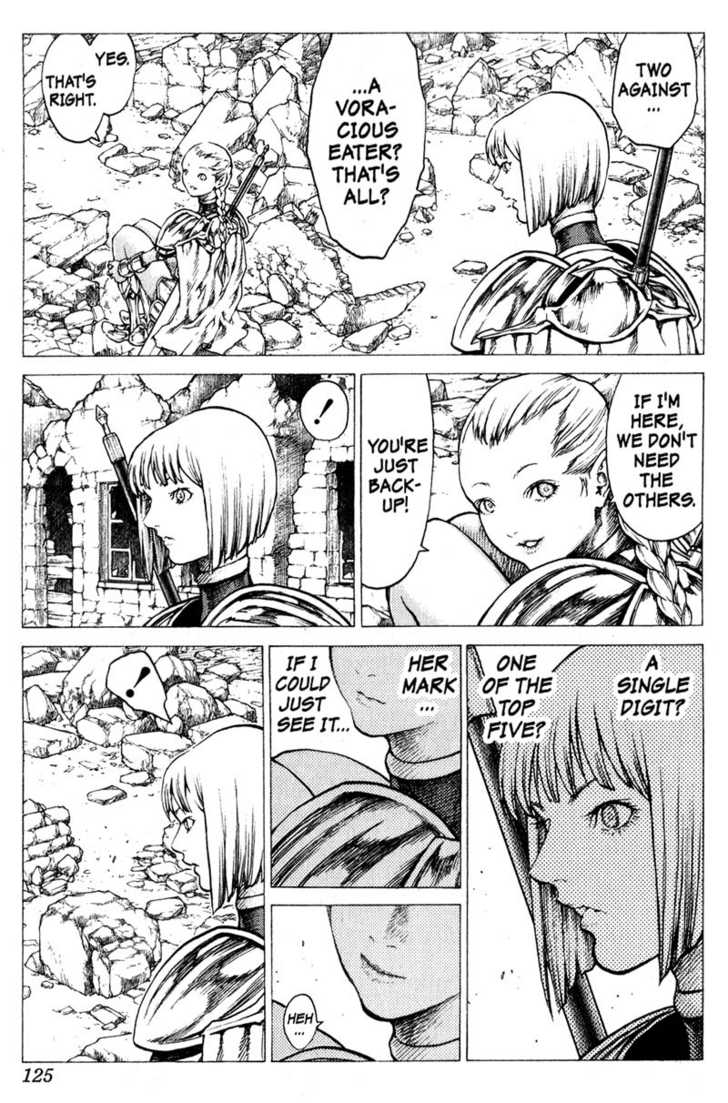 TWO
AGAINST
...
...A
VORA-
CIOUS
EATER?
THAT'S
ALL?
YES.
THAT'S
RIGHT.
IF I'M
HERE,
WE DON'T
NEED
THE
OTHERS.
YOU'RE
JUST
BACK-
UP!
!
A
SINGLE
DIGIT?
ONE
OF THE
TOP
FIVE?
HER
MARK
...
IF I
COULD
JUST
SEE IT...
HEH
...
!
125